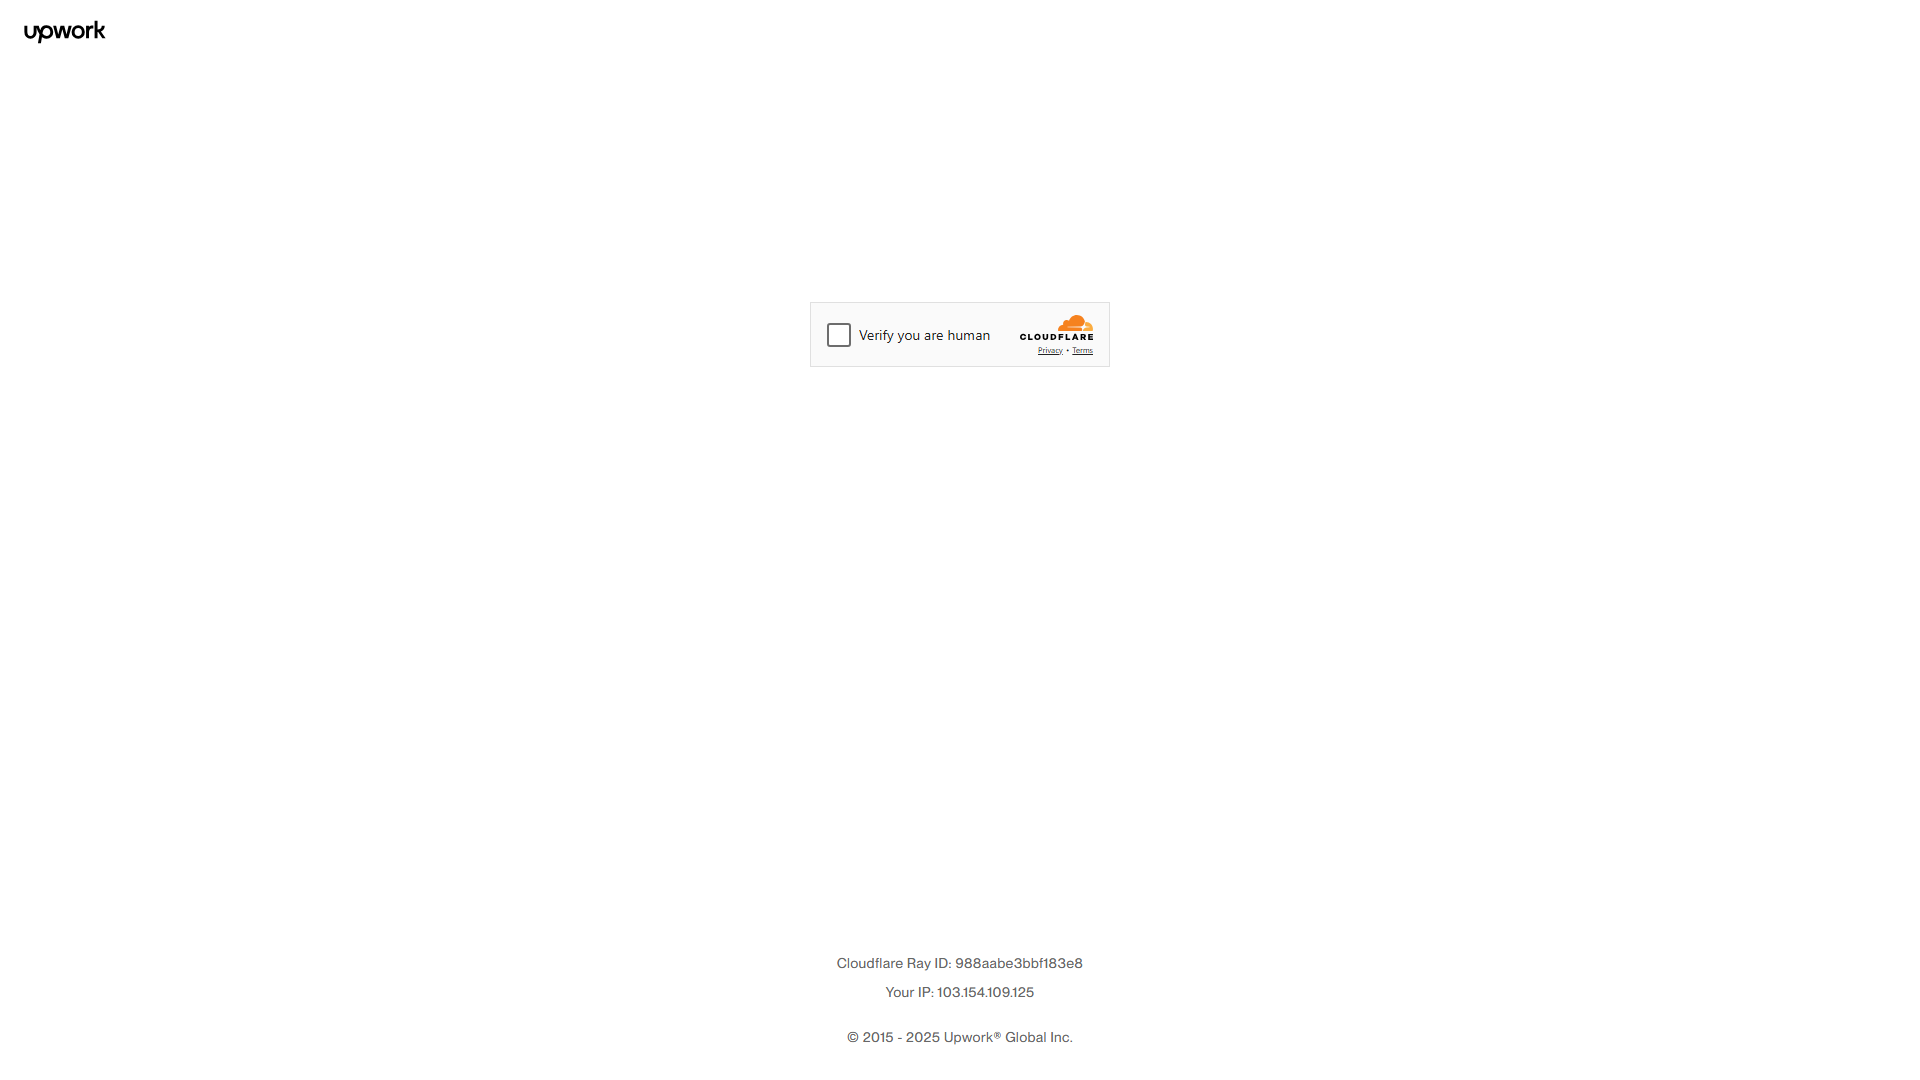 upwork
Verify you are human
CLOUDFLARE
Privacy • Terms
Cloudflare Ray ID: 988aabe3bbf183e8
Your IP: 103.154.109.125
© 2015 - 2025 Upwork® Global Inc.